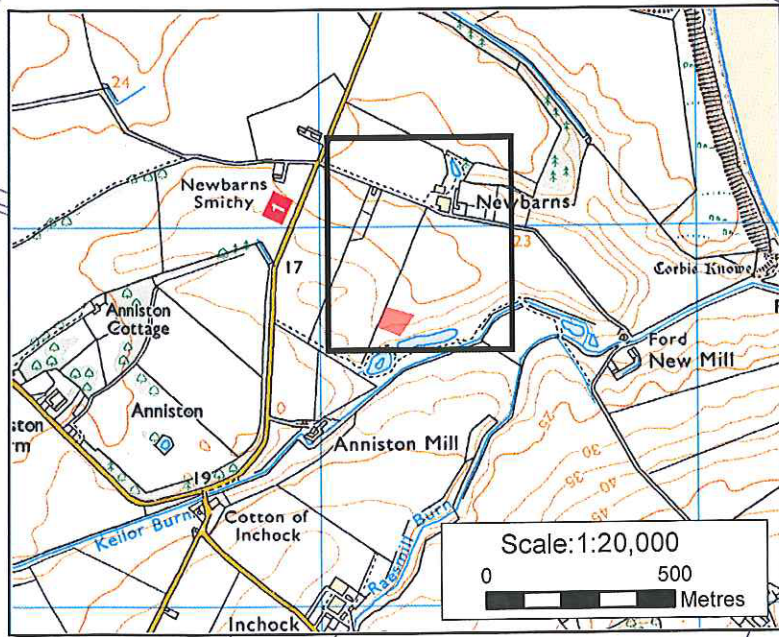 24
Newbarns
Smithy
1
Newbarns
23
17
Corbie Knowe
Anniston
Cottage
Ford
New Mill
Anniston
ston
rm
Anniston Mill
25
30
35
40
45
19
Keilor Burn
Cotton of
Inchock
Raesmill Burn
Inchock
Scale:1:20,000
0 500
Metres